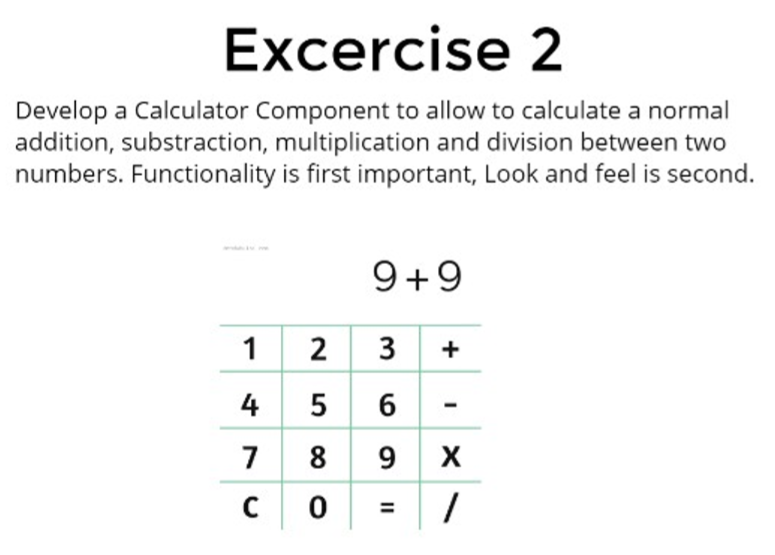 Excercise 2
Develop a Calculator Component to allow to calculate a normal
addition, substraction, multiplication and division between two
numbers. Functionality is first important, Look and feel is second.
9+9
1 2 3 +
4 5 6 -
7 8 9 X
C 0 = /